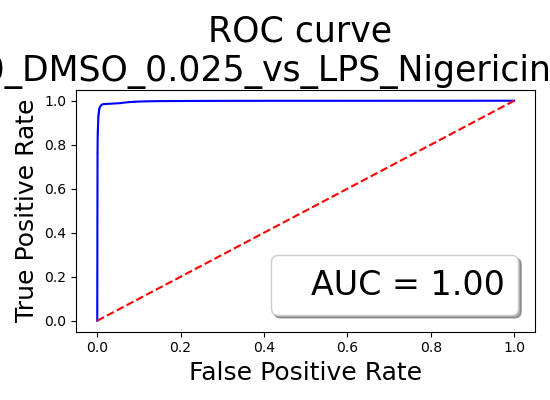 ROC curve
0_DMSO_0.025_vs_LPS_Nigericin
True Positive Rate
1.0
0.8
0.6
0.4
0.2
0.0
AUC = 1.00
0.0 0.2 0.4 0.6 0.8 1.0
False Positive Rate